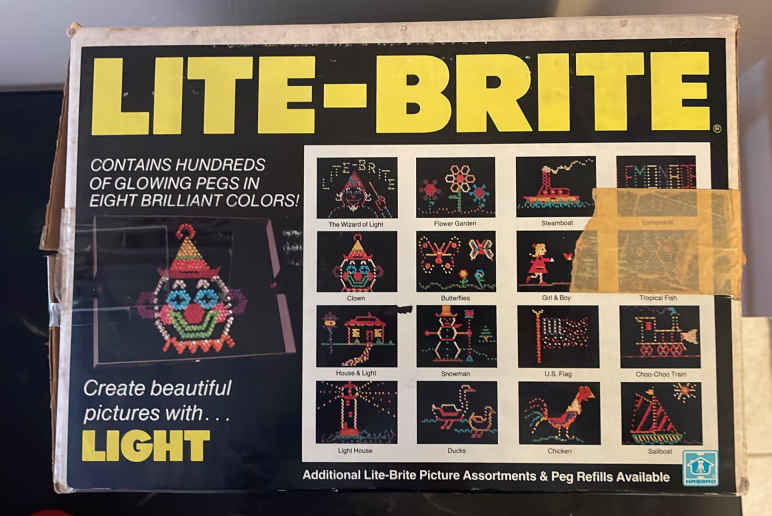 LITE-BRITE®
CONTAINS HUNDREDS
OF GLOWING PEGS IN
EIGHT BRILLIANT COLORS!
LITE-BRITE
The Wizard of Light
Flower Garden
Steamboat
Clown
Butterflies
Girl & Boy
Tropical Fish
House & Light
Snowman
U.S. Flag
Choo-Choo Train
Light House
Ducks
Chicken
Sailboat
Create beautiful
pictures with...
LIGHT
Additional Lite-Brite Picture Assortments & Peg Refills Available
HASBRO